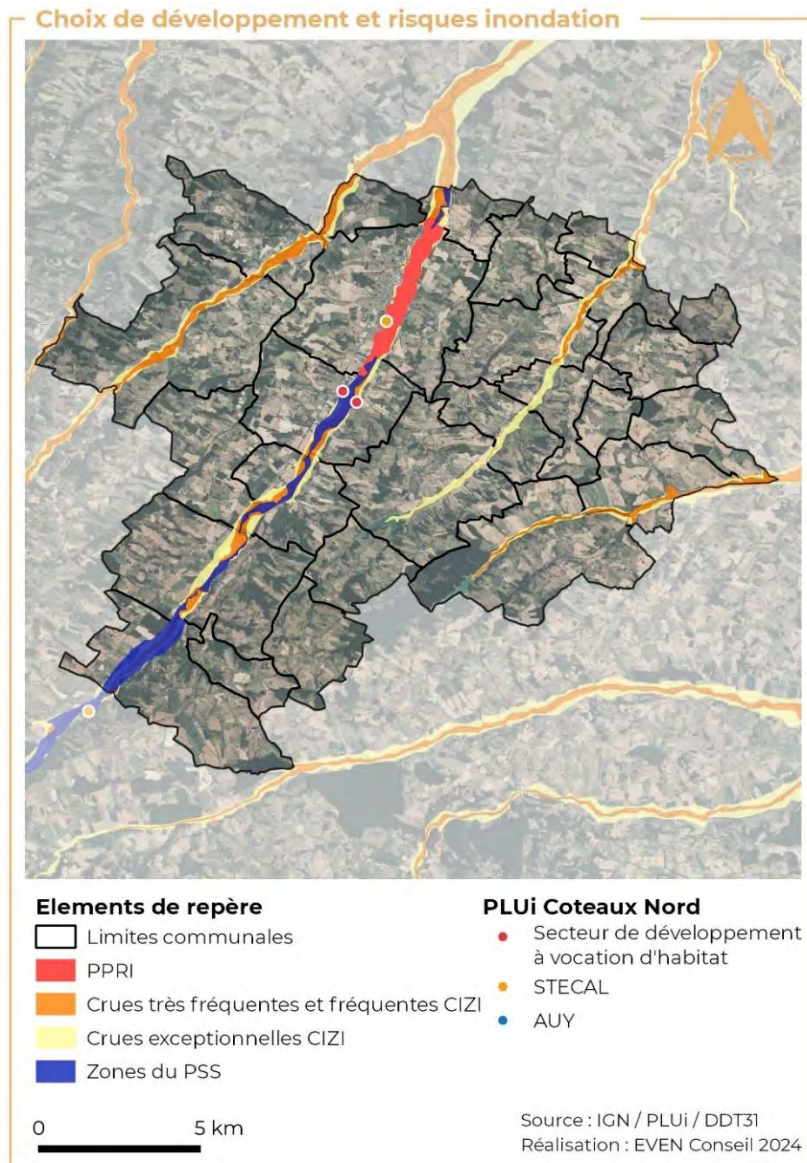 Choix de développement et risques inondation
Elements de repère
Limites communales
PPRI
Crues très fréquentes et fréquentes CIZI
Crues exceptionnelles CIZI
Zones du PSS
0 5 km
PLUi Coteaux Nord
Secteur de développement
à vocation d'habitat
STECAL
AUY
Source : IGN / PLUi / DDT31
Réalisation : EVEN Conseil 2024